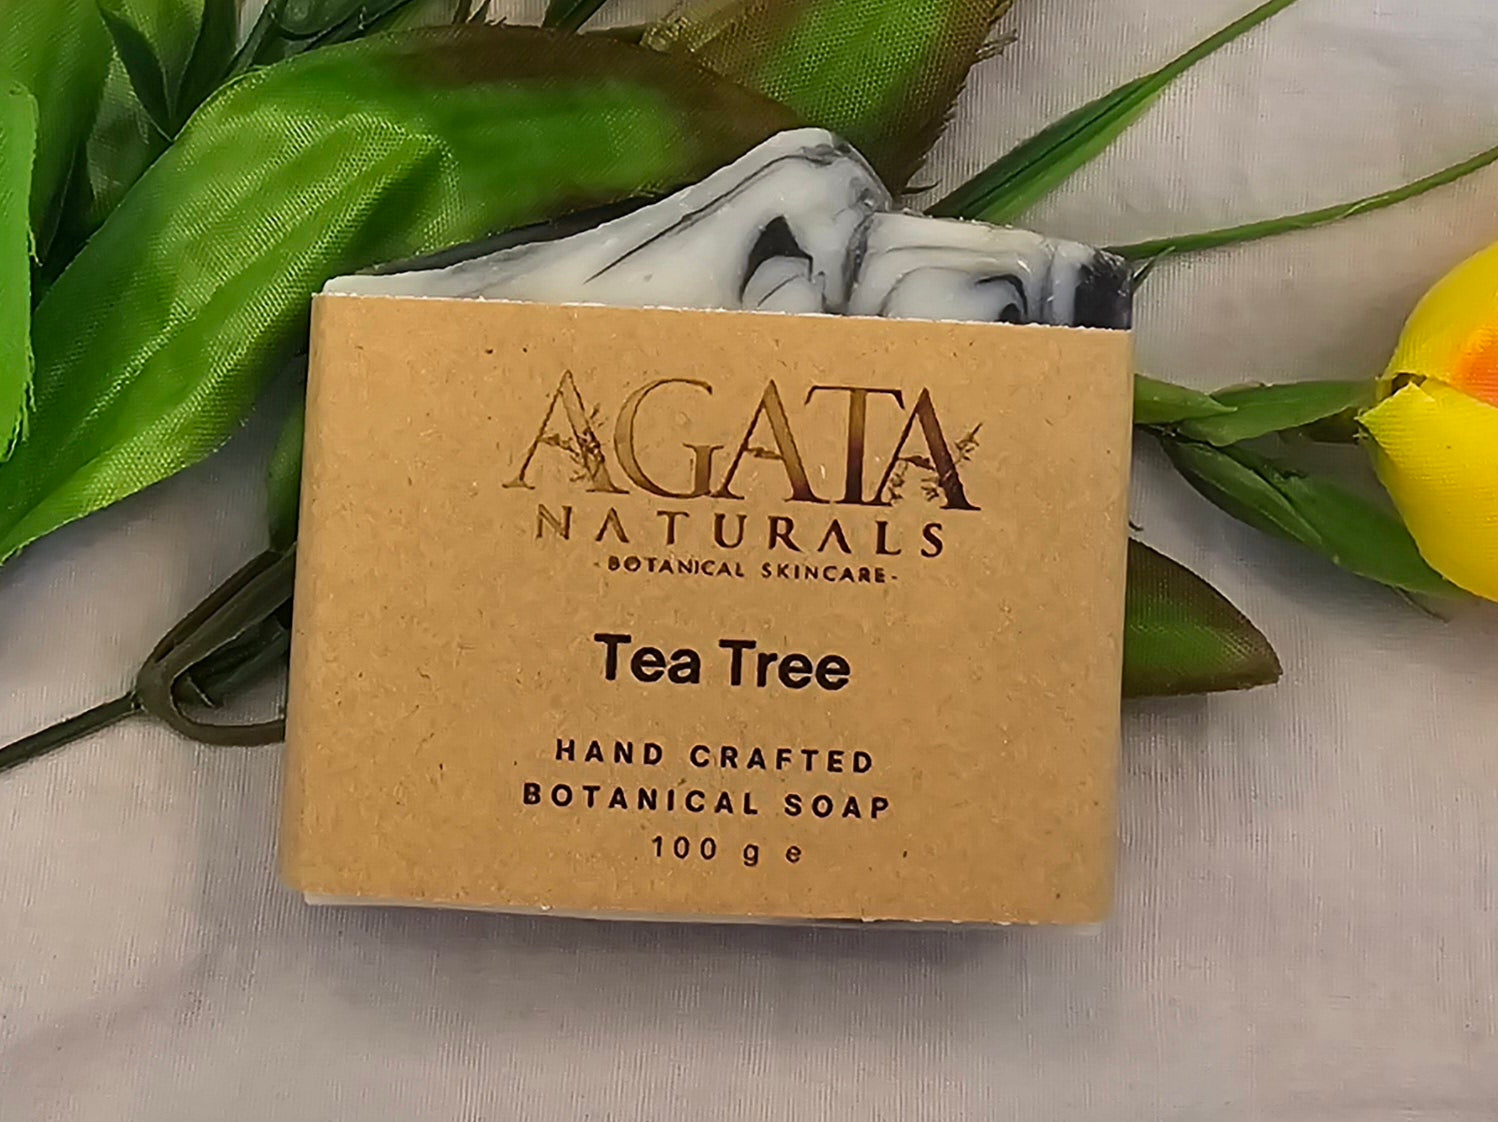 AGATA
NATURALS
- BOTANICAL SKINCARE -
Tea Tree
HAND CRAFTED
BOTANICAL SOAP
100 g e